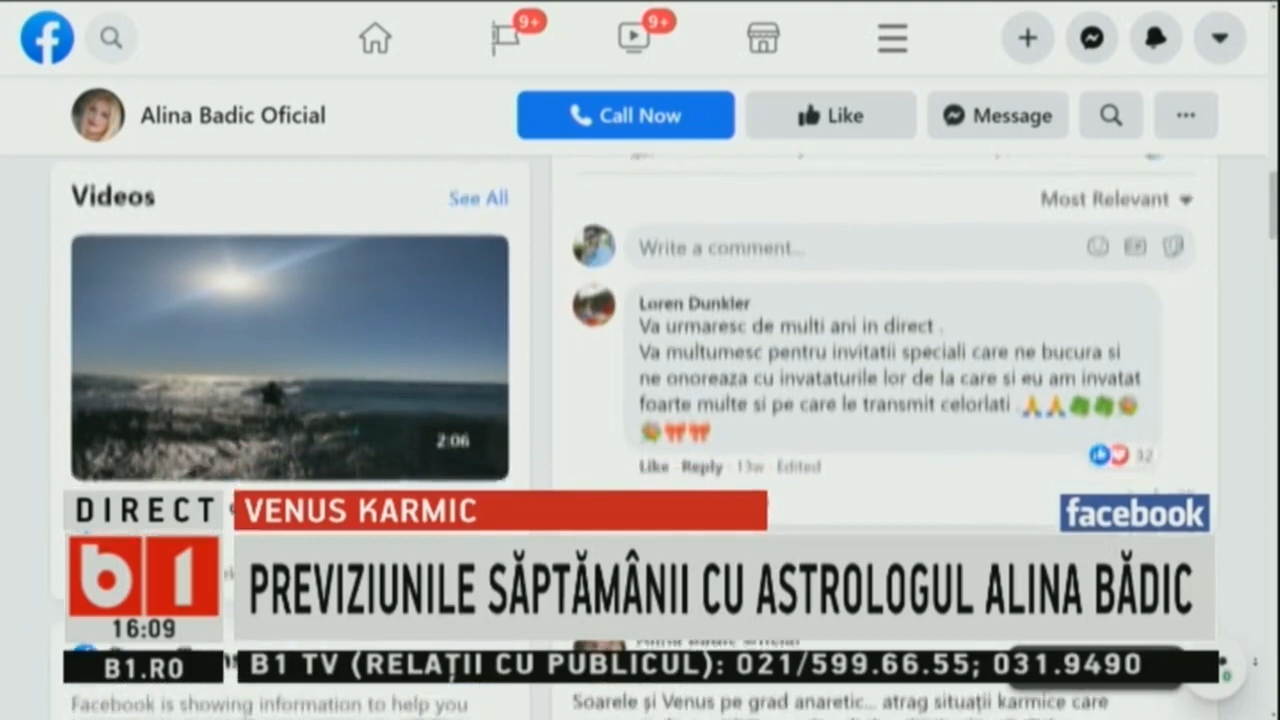 9+
9+
Alina Badic Oficial
Call Now
Like
Message
Videos
See All
Most Relevant
Write a comment...
Loren Dunkler
Va urmaresc de multi ani in direct .
Va multumesc pentru invitatii speciali care ne bucura si
ne onoreaza cu invataturile lor de la care si eu am invatat
foarte multe si pe care le transmit celorlati
2:06
Like Reply 13w Edited
32
DIRECT
VENUS KARMIC
facebook
b1
PREVIZIUNILE SĂPTĂMÂNII CU ASTROLOGUL ALINA BĂDIC
16:09
B1.RO
B1 TV (RELAȚII CU PUBLICUL): 021/599.66.55; 031.9490
Facebook is showing information to help you
Soarele și Venus pe grad anaretic... atrag situații karmice care